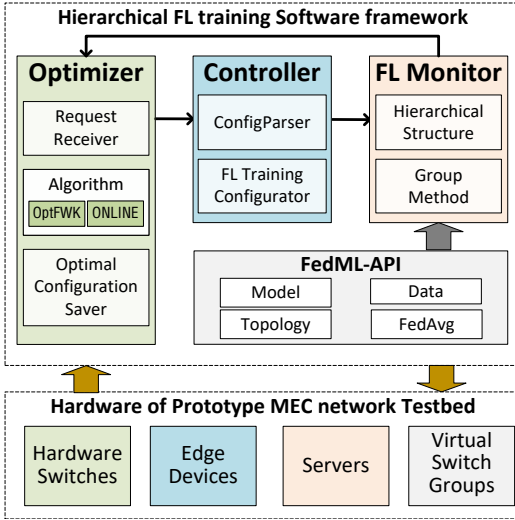 Hierarchical FL training Software framework
Optimizer
Request
Receiver
Algorithm
OptFWK
ONLINE
Optimal
Configuration
Saver
Controller
ConfigParser
FL Training
Configurator
FL Monitor
Hierarchical
Structure
Group
Method
FedML-API
Model
Data
Topology
FedAvg
Hardware of Prototype MEC network Testbed
Hardware
Switches
Edge
Devices
Servers
Virtual
Switch
Groups